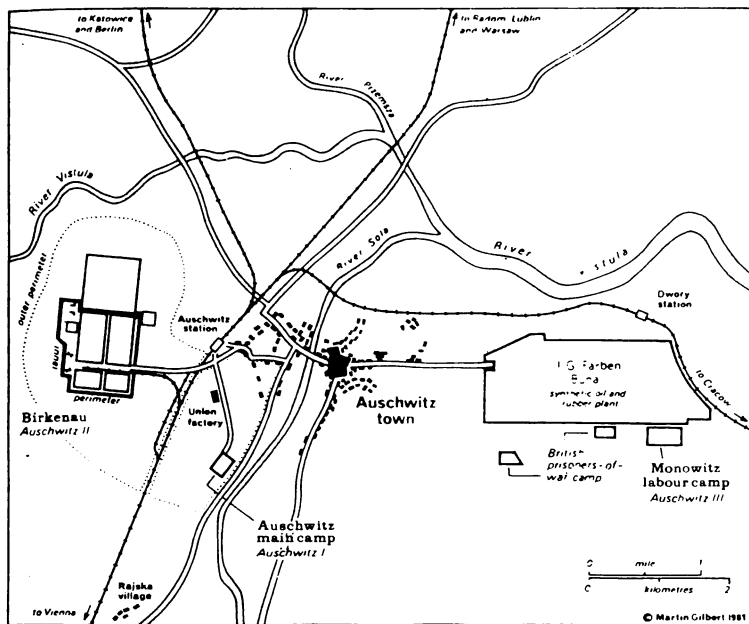 to Katowice
and Berlin
to Radom Lublin
and Warsaw
River
Przemsza
River Vistula
River Sola
River
stula
outer perimeter
Auschwitz
station
Dwory
station
I G Farben
Buna
synthetic oil and
rubber plant
to Cracow
inner
perimeter
Birkenau
Auschwitz II
Union
factory
Auschwitz
town
British
prisoners-of-
war camp
Monowitz
labour camp
Auschwitz III
Auschwitz
main camp
Auschwitz I
Rajska
village
to Vienna
0 mile 1
0 kilometres 2
© Martin Gilbert 1981